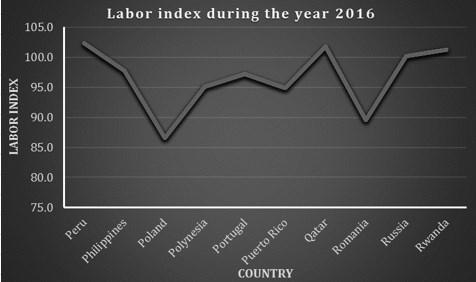 Labor index during the year 2016
LABOR INDEX
105.0
100.0
95.0
90.0
85.0
80.0
75.0
Peru
Philippines
Poland
Polynesia
Portugal
Puerto Rico
Qatar
Romania
Russia
Rwanda
COUNTRY